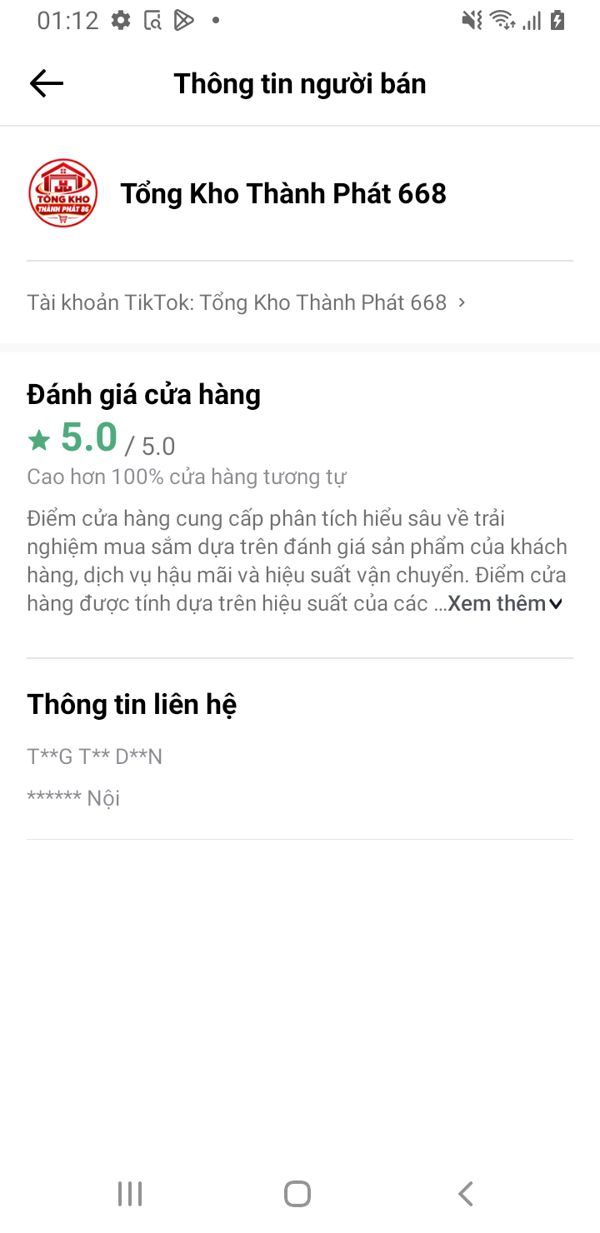 01:12
Thông tin người bán
TỔNG KHO
THÀNH PHÁT 86
Tổng Kho Thành Phát 668
Tài khoản TikTok: Tổng Kho Thành Phát 668 ›
Đánh giá cửa hàng
5.0 / 5.0
Cao hơn 100% cửa hàng tương tự
Điểm cửa hàng cung cấp phân tích hiểu sâu về trải
nghiệm mua sắm dựa trên đánh giá sản phẩm của khách
hàng, dịch vụ hậu mãi và hiệu suất vận chuyển. Điểm cửa
hàng được tính dựa trên hiệu suất của các ...Xem thêm
Thông tin liên hệ
T**G T** D**N
****** Nội